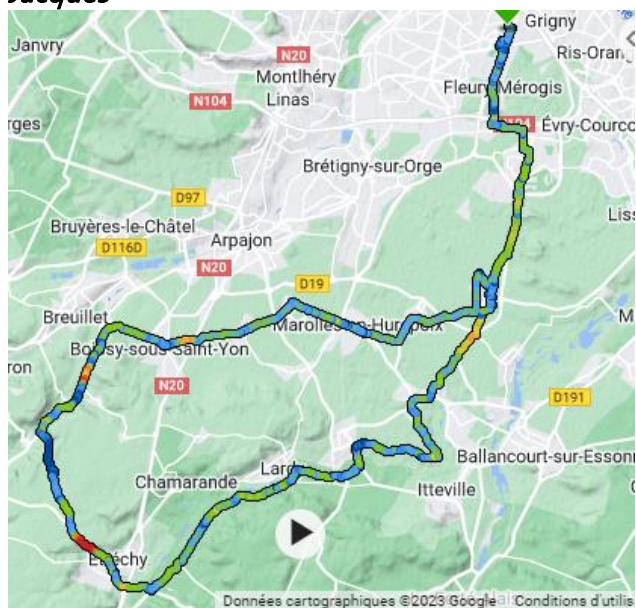 Jacques
Grigny
Janvry
N20
Ris-Oran
Montlhéry
Linas
Fleury-Mérogis
N104
N104
Évry-Courco
rges
Brétigny-sur-Orge
D97
Liss
Bruyères-le-Châtel
D116D
Arpajon
N20
D19
Breuillet
Marolles-en-Hurepoix
M
Boissy-sous-Saint-Yon
ron
N20
D191
Lard
Ballancourt-sur-Essonn
Chamarande
Itteville
Étréchy
Données cartographiques ©2023 Google
Conditions d'utilis